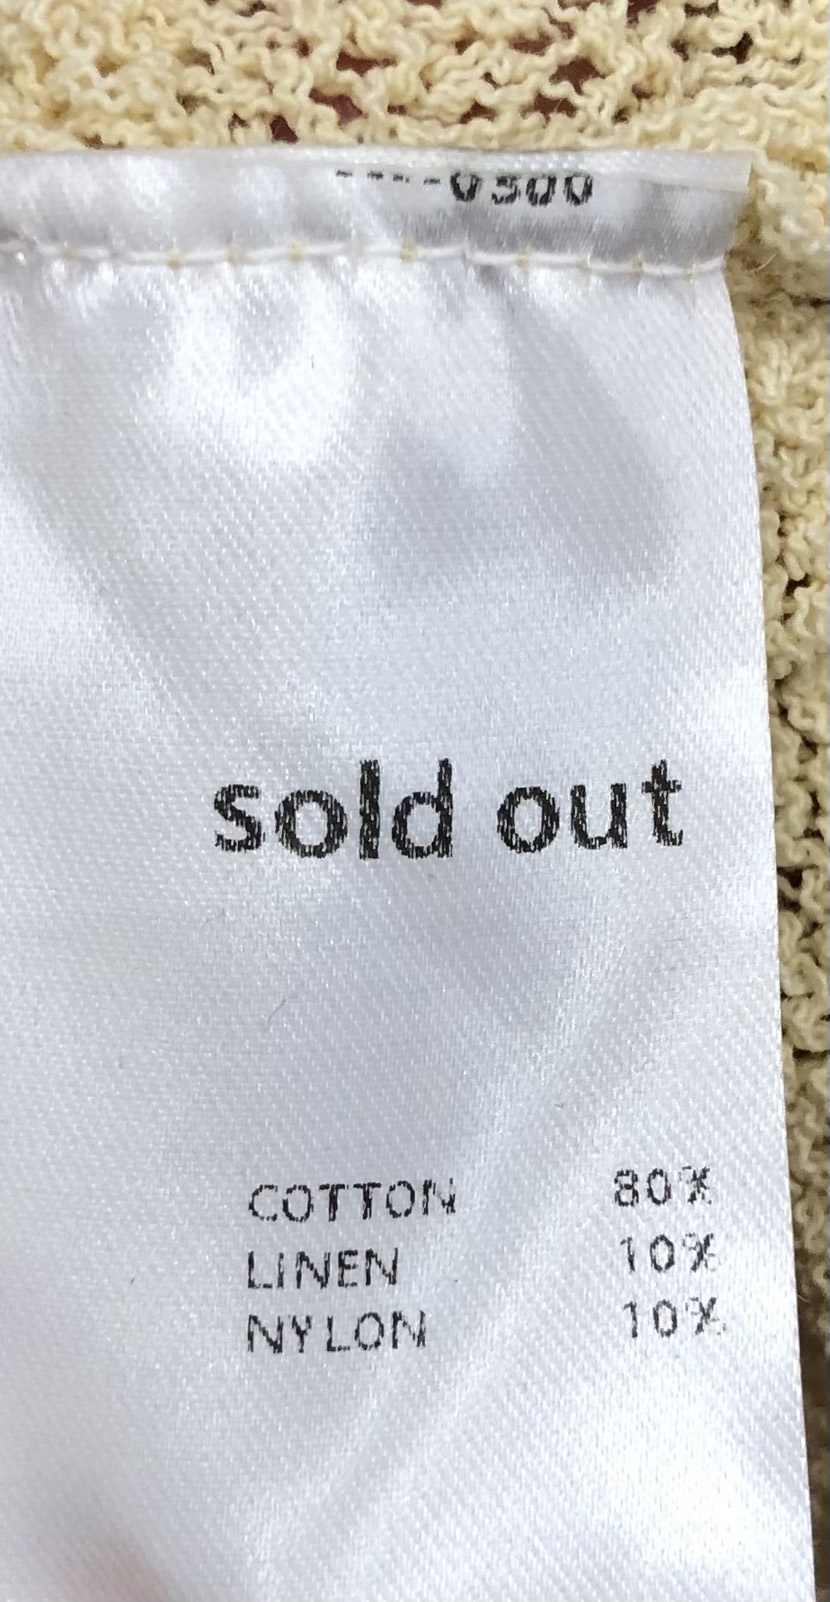 sold out
COTTON 80%
LINEN 10%
NYLON 10%